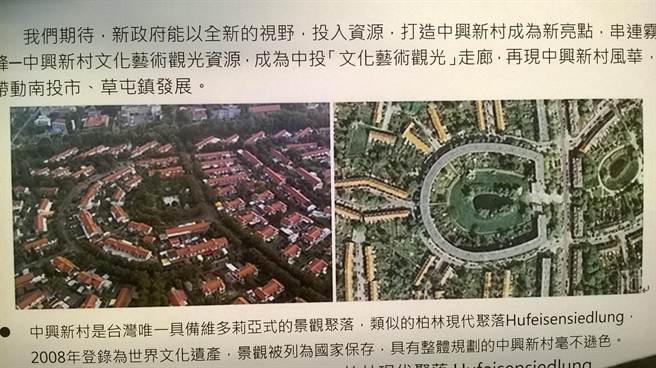 我們期待，新政府能以全新的視野，投入資源，打造中興新村成為新亮點，串連霧
峰—中興新村文化藝術觀光資源，成為中投「文化藝術觀光」走廊，再現中興新村風華，
帶動南投市、草屯鎮發展。
● 中興新村是台灣唯一具備維多莉亞式的景觀聚落，類似的柏林現代聚落Hufeisensiedlung，
2008年登錄為世界文化遺產，景觀被列為國家保存，具有整體規劃的中興新村毫不遜色。
柏林現代聚落 Hufeisensiedlung